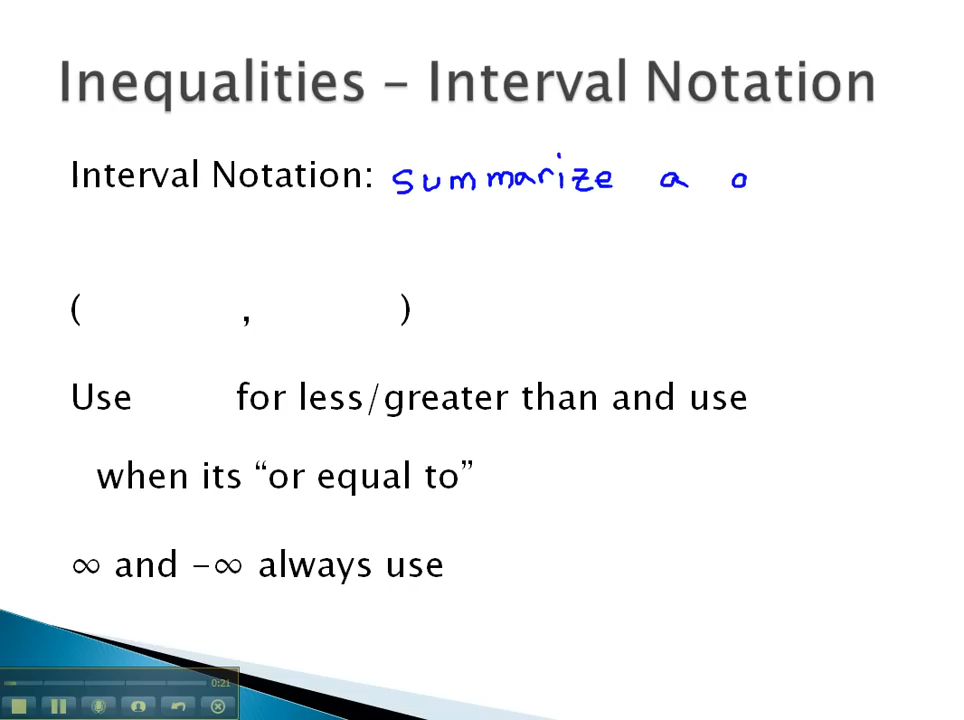 Inequalities - Interval Notation
Interval Notation: summarize a
( , )
Use for less/greater than and use
when its “or equal to”
∞ and -∞ always use
0:21